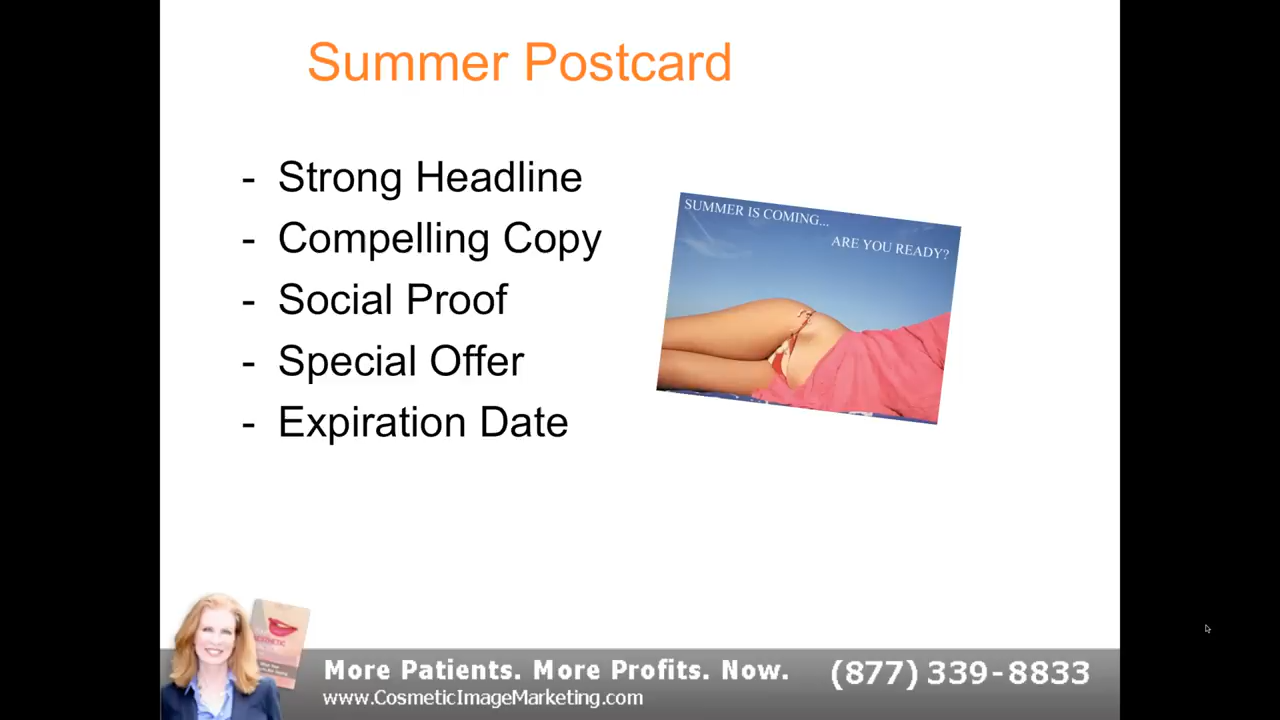 Summer Postcard
- Strong Headline
- Compelling Copy
- Social Proof
- Special Offer
- Expiration Date
SUMMER IS COMING...
ARE YOU READY?
More Patients. More Profits. Now.
(877) 339-8833
www.CosmeticImageMarketing.com